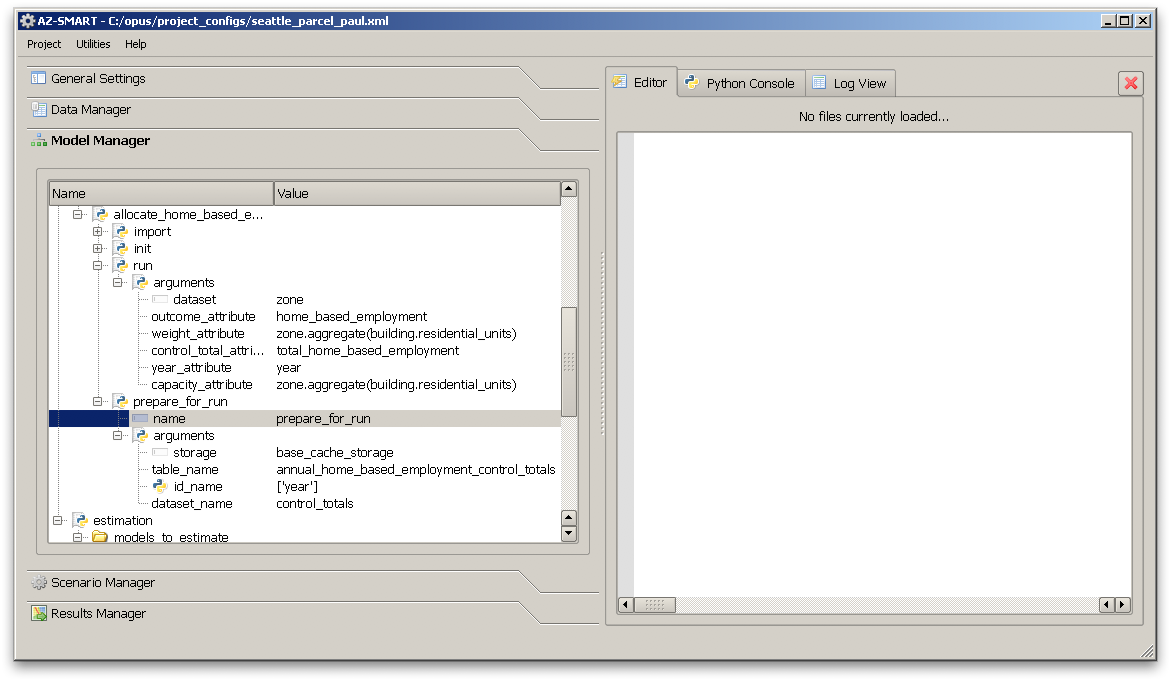 AZ-SMART - C:/opus/project_configs/seattle_parcel_paul.xml
Project Utilities Help
General Settings
Data Manager
Model Manager
Name Value
allocate_home_based_e...
import
init
run
arguments
dataset zone
outcome_attribute home_based_employment
weight_attribute zone.aggregate(building.residential_units)
control_total_attri... total_home_based_employment
year_attribute year
capacity_attribute zone.aggregate(building.residential_units)
prepare_for_run
name prepare_for_run
arguments
storage base_cache_storage
table_name annual_home_based_employment_control_totals
id_name ['year']
dataset_name control_totals
estimation
models_to_estimate
Scenario Manager
Results Manager
Editor Python Console Log View
No files currently loaded...